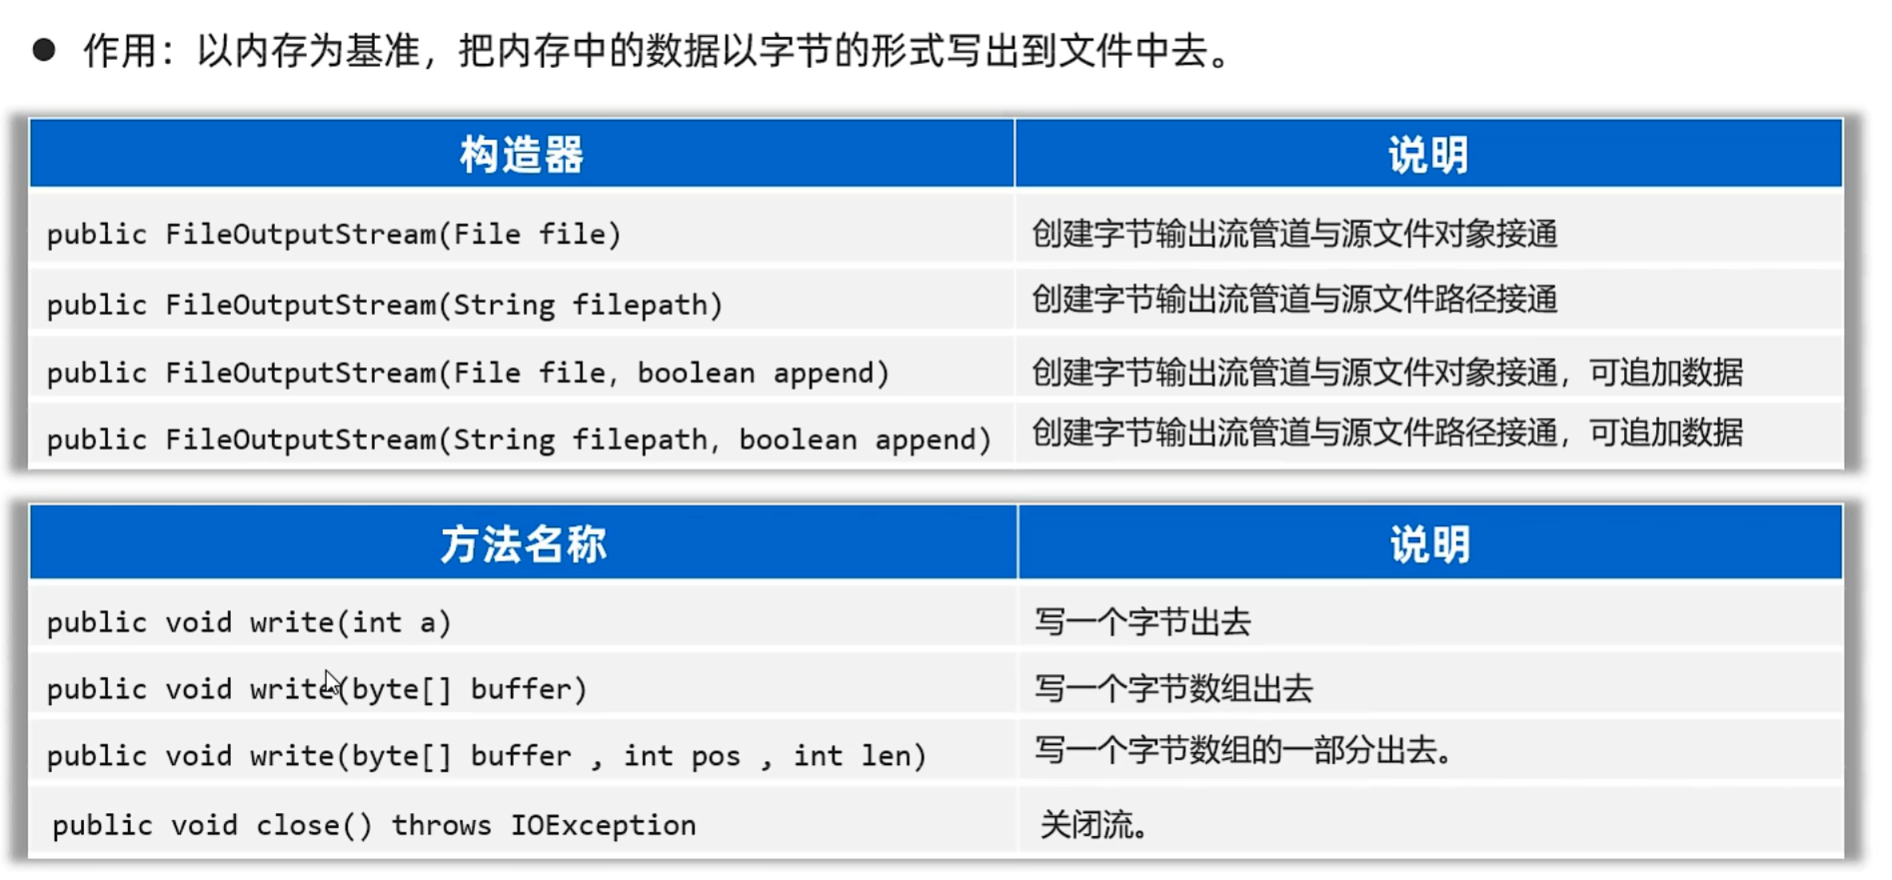 ● 作用：以内存为基准，把内存中的数据以字节的形式写出到文件中去。
构造器 说明
public FileOutputStream(File file) 创建字节输出流管道与源文件对象接通
public FileOutputStream(String filepath) 创建字节输出流管道与源文件路径接通
public FileOutputStream(File file, boolean append) 创建字节输出流管道与源文件对象接通，可追加数据
public FileOutputStream(String filepath, boolean append) 创建字节输出流管道与源文件路径接通，可追加数据
方法名称 说明
public void write(int a) 写一个字节出去
public void write(byte[] buffer) 写一个字节数组出去
public void write(byte[] buffer , int pos , int len) 写一个字节数组的一部分出去。
public void close() throws IOException 关闭流。